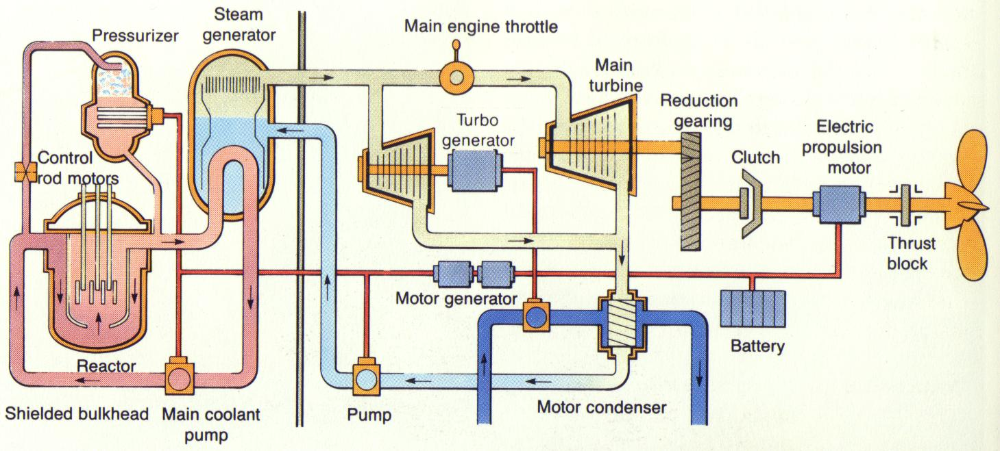 Steam
generator
Pressurizer
Main engine throttle
Main
turbine
Reduction
gearing
Turbo
generator
Electric
propulsion
motor
Clutch
Control
rod motors
Thrust
block
Motor generator
Battery
Reactor
Motor condenser
Shielded bulkhead
Main coolant
pump
Pump